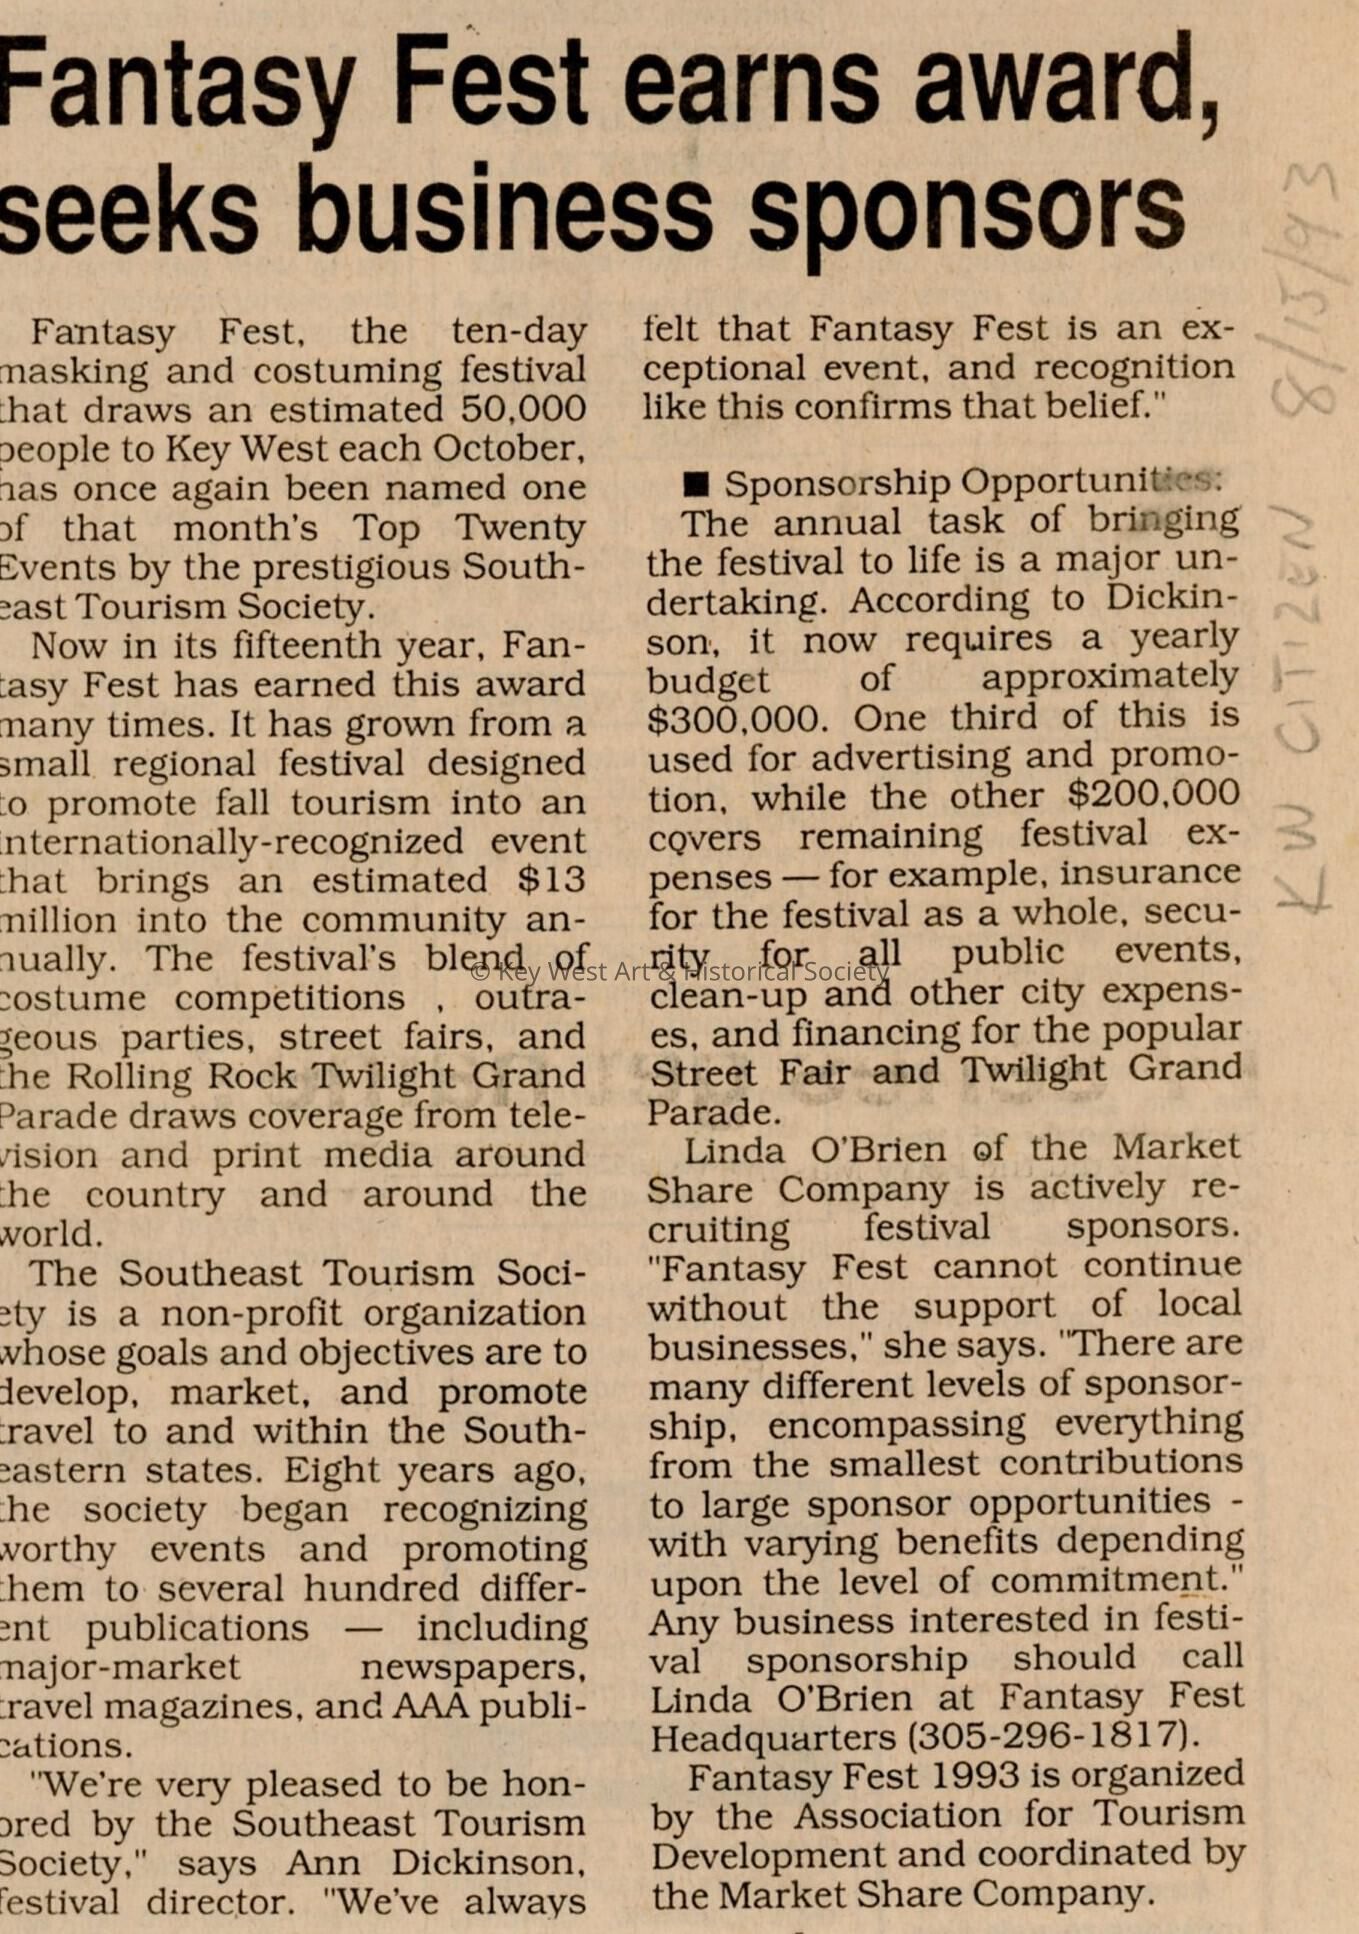 Fantasy Fest earns award,
seeks business sponsors
Fantasy Fest, the ten-day
masking and costuming festival
that draws an estimated 50,000
people to Key West each October,
has once again been named one
of that month's Top Twenty
Events by the prestigious South-
east Tourism Society.
Now in its fifteenth year, Fan-
tasy Fest has earned this award
many times. It has grown from a
small regional festival designed
to promote fall tourism into an
internationally-recognized event
that brings an estimated $13
million into the community an-
nually. The festival's blend of
costume competitions , outra-
geous parties, street fairs, and
the Rolling Rock Twilight Grand
Parade draws coverage from tele-
vision and print media around
the country and around the
world.
The Southeast Tourism Soci-
ety is a non-profit organization
whose goals and objectives are to
develop, market, and promote
travel to and within the South-
eastern states. Eight years ago,
the society began recognizing
worthy events and promoting
them to several hundred differ-
ent publications — including
major-market newspapers,
travel magazines, and AAA publi-
cations.
"We're very pleased to be hon-
ored by the Southeast Tourism
Society," says Ann Dickinson,
festival director. "We've always
felt that Fantasy Fest is an ex-
ceptional event, and recognition
like this confirms that belief."
■ Sponsorship Opportunities:
The annual task of bringing
the festival to life is a major un-
dertaking. According to Dickin-
son, it now requires a yearly
budget of approximately
$300,000. One third of this is
used for advertising and promo-
tion, while the other $200,000
covers remaining festival ex-
penses — for example, insurance
for the festival as a whole, secu-
rity for all public events,
clean-up and other city expens-
es, and financing for the popular
Street Fair and Twilight Grand
Parade.
Linda O'Brien of the Market
Share Company is actively re-
cruiting festival sponsors.
"Fantasy Fest cannot continue
without the support of local
businesses," she says. "There are
many different levels of sponsor-
ship, encompassing everything
from the smallest contributions
to large sponsor opportunities -
with varying benefits depending
upon the level of commitment."
Any business interested in festi-
val sponsorship should call
Linda O'Brien at Fantasy Fest
Headquarters (305-296-1817).
Fantasy Fest 1993 is organized
by the Association for Tourism
Development and coordinated by
the Market Share Company.
KW CITIZEN 8/15/93
© Key West Art & Historical Society